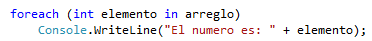 foreach (int elemento in arreglo)
    Console.WriteLine("El numero es: " + elemento);